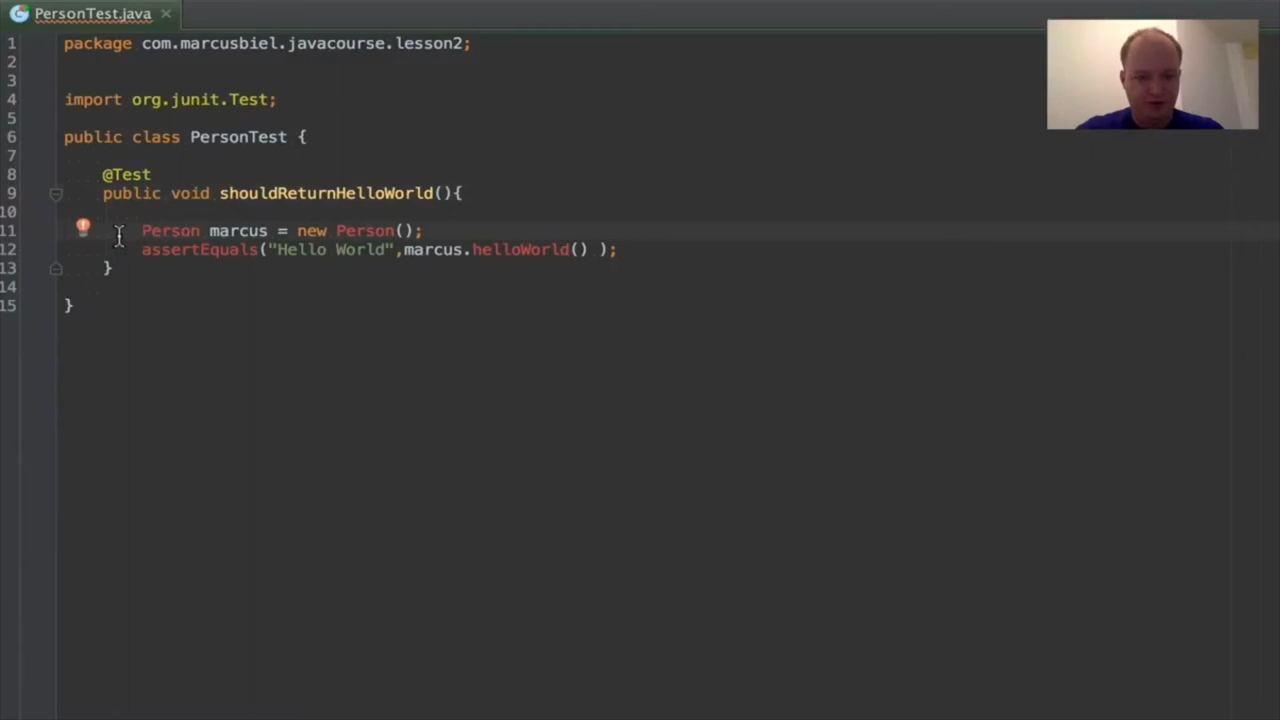 PersonTest.java
1 package com.marcusbiel.javacourse.lesson2;
2
3
4 import org.junit.Test;
5
6 public class PersonTest {
7
8 @Test
9 public void shouldReturnHelloWorld(){
10
11 Person marcus = new Person();
12 assertEquals("Hello World",marcus.helloWorld() );
13 }
14
15 }